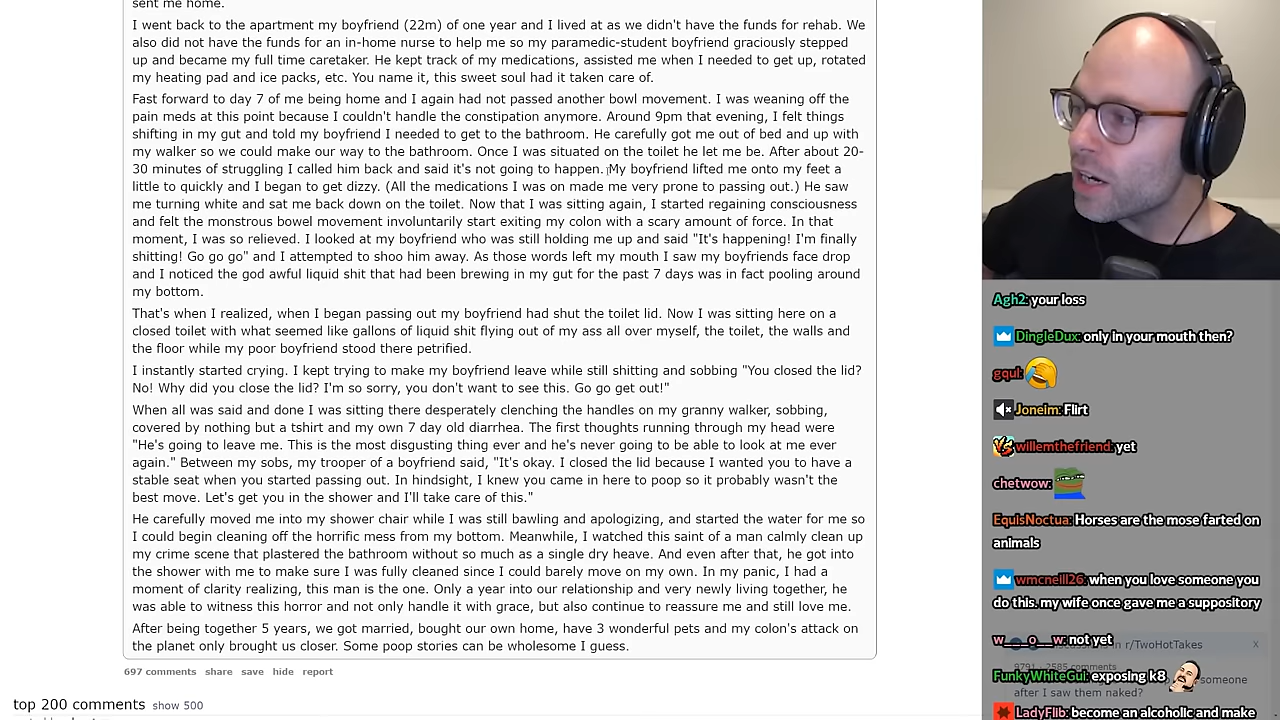 sent me home.
I went back to the apartment my boyfriend (22m) of one year and I lived at as we didn't have the funds for rehab. We
also did not have the funds for an in-home nurse to help me so my paramedic-student boyfriend graciously stepped
up and became my full time caretaker. He kept track of my medications, assisted me when I needed to get up, rotated
my heating pad and ice packs, etc. You name it, this sweet soul had it taken care of.
Fast forward to day 7 of me being home and I again had not passed another bowl movement. I was weaning off the
pain meds at this point because I couldn't handle the constipation anymore. Around 9pm that evening, I felt things
shifting in my gut and told my boyfriend I needed to get to the bathroom. He carefully got me out of bed and up with
my walker so we could make our way to the bathroom. Once I was situated on the toilet he let me be. After about 20-
30 minutes of struggling I called him back and said it's not going to happen. My boyfriend lifted me onto my feet a
little to quickly and I began to get dizzy. (All the medications I was on made me very prone to passing out.) He saw
me turning white and sat me back down on the toilet. Now that I was sitting again, I started regaining consciousness
and felt the monstrous bowel movement involuntarily start exiting my colon with a scary amount of force. In that
moment, I was so relieved. I looked at my boyfriend who was still holding me up and said "It's happening! I'm finally
shitting! Go go go" and I attempted to shoo him away. As those words left my mouth I saw my boyfriends face drop
and I noticed the god awful liquid shit that had been brewing in my gut for the past 7 days was in fact pooling around
my bottom.
That's when I realized, when I began passing out my boyfriend had shut the toilet lid. Now I was sitting here on a
closed toilet with what seemed like gallons of liquid shit flying out of my ass all over myself, the toilet, the walls and
the floor while my poor boyfriend stood there petrified.
I instantly started crying. I kept trying to make my boyfriend leave while still shitting and sobbing "You closed the lid?
No! Why did you close the lid? I'm so sorry, you don't want to see this, Go go get out!"
When all was said and done I was sitting there desperately clenching the handles on my granny walker, sobbing,
covered by nothing but a tshirt and my own 7 day old diarrhea. The first thoughts running through my head were
"He's going to leave me. This is the most disgusting thing ever and he's never going to be able to look at me ever
again." Between my sobs, my trooper of a boyfriend said, "It's okay. I closed the lid because I wanted you to have a
stable seat when you started passing out. In hindsight, I knew you came in here to poop so it probably wasn't the
best move. Let's get you in the shower and I'll take care of this."
He carefully moved me into my shower chair while I was still bawling and apologizing, and started the water for me so
I could begin cleaning off the horrific mess from my bottom. Meanwhile, I watched this saint of a man calmly clean up
my crime scene that plastered the bathroom without so much as a single dry heave. And even after that, he got into
the shower with me to make sure I was fully cleaned since I could barely move on my own. In my panic, I had a
moment of clarity realizing, this man is the one. Only a year into our relationship and very newly living together, he
was able to witness this horror and not only handle it with grace, but also continue to reassure me and still love me.
After being together 5 years, we got married, bought our own home, have 3 wonderful pets and my colon's attack on
the planet only brought us closer. Some poop stories can be wholesome I guess.
697 comments share save hide report
top 200 comments show 500
Agh2: your loss
DingleDux: only in your mouth then?
gqul:
Joneim: Flirt
willemthefriend: yet
chetwow:
EquisNoctua: Horses are the mose farted on
animals
wmcneill26: when you love someone you
do this. my wife once gave me a suppository
w___o__w: not yet
in r/TwoHotTakes X
2585 comments
FunkyWhiteGui: exposing k8
someone
after I saw them naked?
LadyFlib: become an alcoholic and make